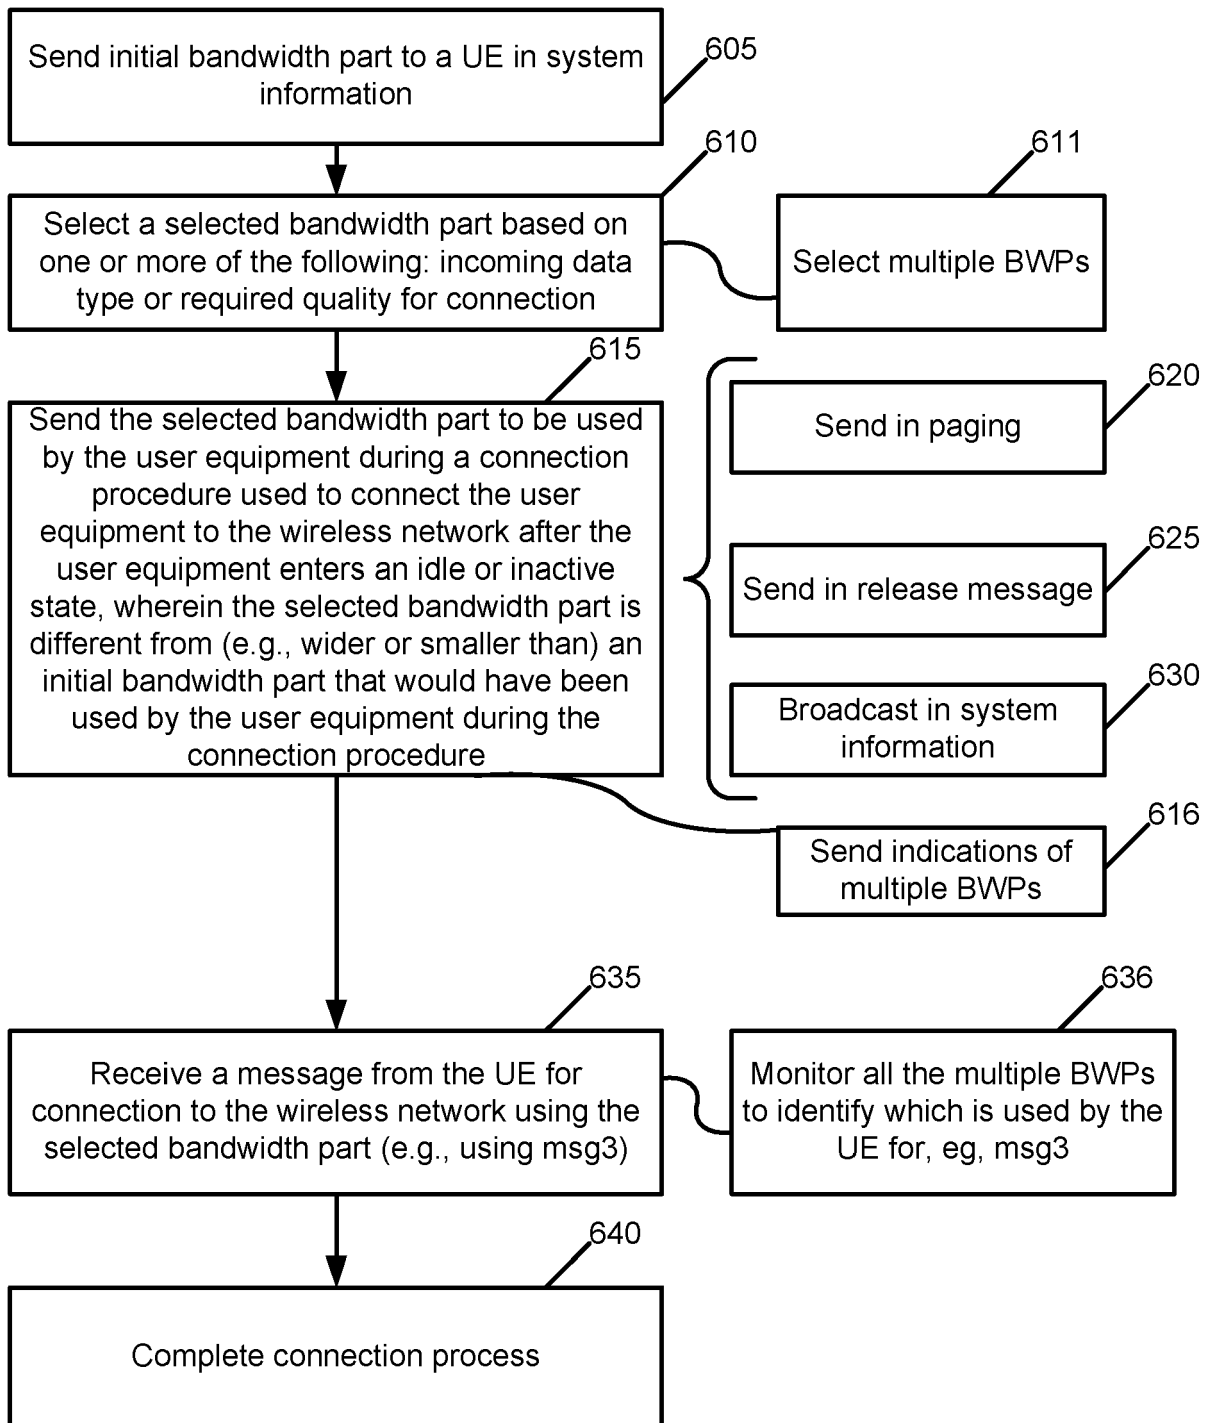 Send initial bandwidth part to a UE in system
information
605
610
Select a selected bandwidth part based on
one or more of the following: incoming data
type or required quality for connection
611
Select multiple BWPs
615
Send the selected bandwidth part to be used
by the user equipment during a connection
procedure used to connect the user
equipment to the wireless network after the
user equipment enters an idle or inactive
state, wherein the selected bandwidth part is
different from (e.g., wider or smaller than) an
initial bandwidth part that would have been
used by the user equipment during the
connection procedure
620
Send in paging
625
Send in release message
630
Broadcast in system
information
616
Send indications of
multiple BWPs
635
Receive a message from the UE for
connection to the wireless network using the
selected bandwidth part (e.g., using msg3)
636
Monitor all the multiple BWPs
to identify which is used by the
UE for, eg, msg3
640
Complete connection process